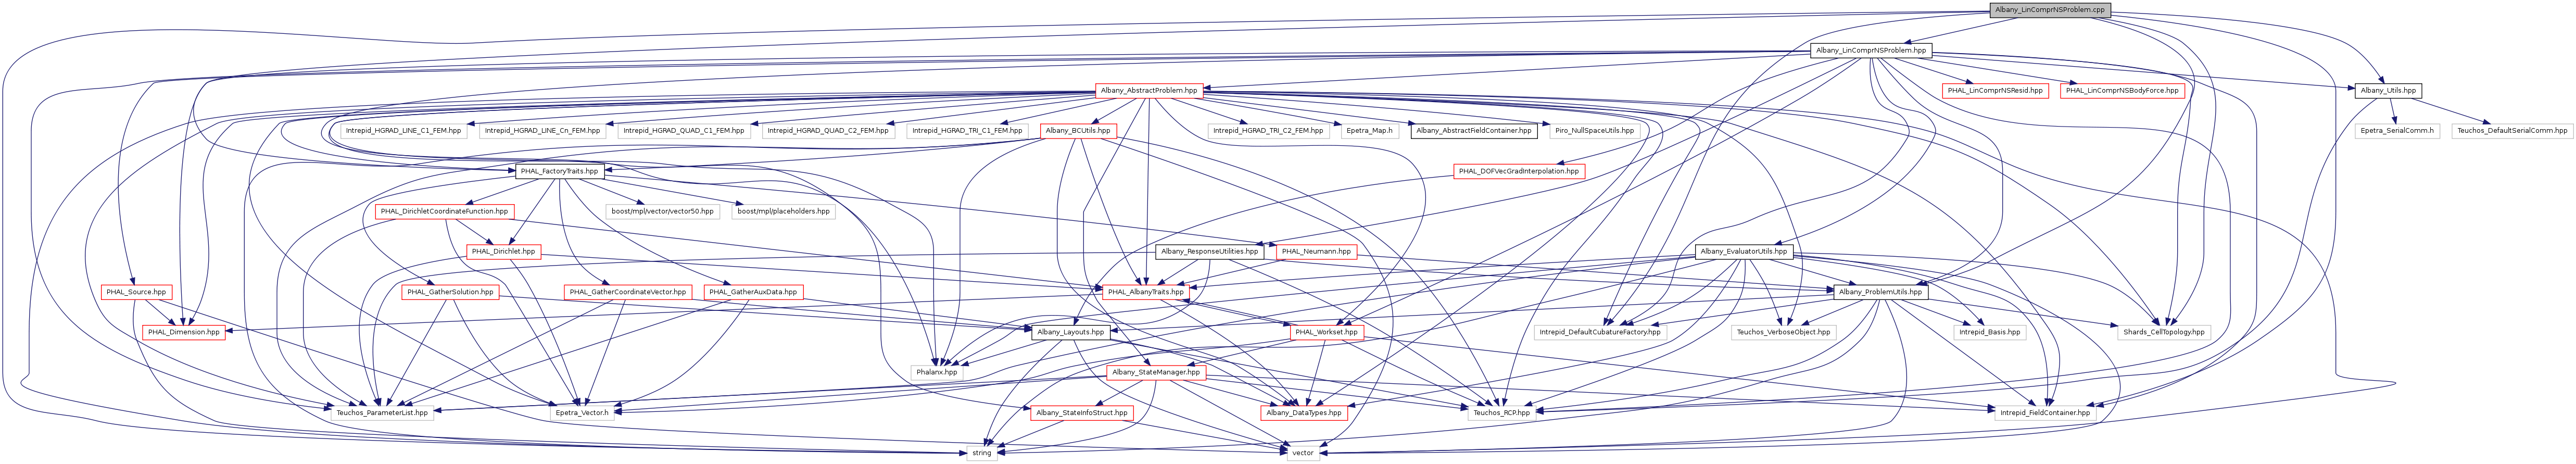 Albany_LinComprNSProblem.cpp
Albany_LinComprNSProblem.hpp
Albany_AbstractProblem.hpp
PHAL_LinComprNSResid.hpp
PHAL_LinComprNSBodyForce.hpp
Albany_Utils.hpp
Intrepid_HGRAD_LINE_C1_FEM.hpp
Intrepid_HGRAD_LINE_Cn_FEM.hpp
Intrepid_HGRAD_QUAD_C1_FEM.hpp
Intrepid_HGRAD_QUAD_C2_FEM.hpp
Intrepid_HGRAD_TRI_C1_FEM.hpp
Albany_BCUtils.hpp
Intrepid_HGRAD_TRI_C2_FEM.hpp
Epetra_Map.h
Albany_AbstractFieldContainer.hpp
Piro_NullSpaceUtils.hpp
Epetra_SerialComm.h
Teuchos_DefaultSerialComm.hpp
PHAL_FactoryTraits.hpp
PHAL_DOFVecGradInterpolation.hpp
PHAL_DirichletCoordinateFunction.hpp
boost/mpl/vector/vector50.hpp
boost/mpl/placeholders.hpp
PHAL_Dirichlet.hpp
PHAL_Neumann.hpp
Albany_ResponseUtilities.hpp
Albany_EvaluatorUtils.hpp
PHAL_Source.hpp
PHAL_GatherSolution.hpp
PHAL_GatherCoordinateVector.hpp
PHAL_GatherAuxData.hpp
PHAL_AlbanyTraits.hpp
Albany_ProblemUtils.hpp
PHAL_Dimension.hpp
Albany_Layouts.hpp
PHAL_Workset.hpp
Intrepid_DefaultCubatureFactory.hpp
Teuchos_VerboseObject.hpp
Intrepid_Basis.hpp
Shards_CellTopology.hpp
Phalanx.hpp
Albany_StateManager.hpp
Teuchos_ParameterList.hpp
Epetra_Vector.h
Albany_StateInfoStruct.hpp
Albany_DataTypes.hpp
Teuchos_RCP.hpp
Intrepid_FieldContainer.hpp
string
vector